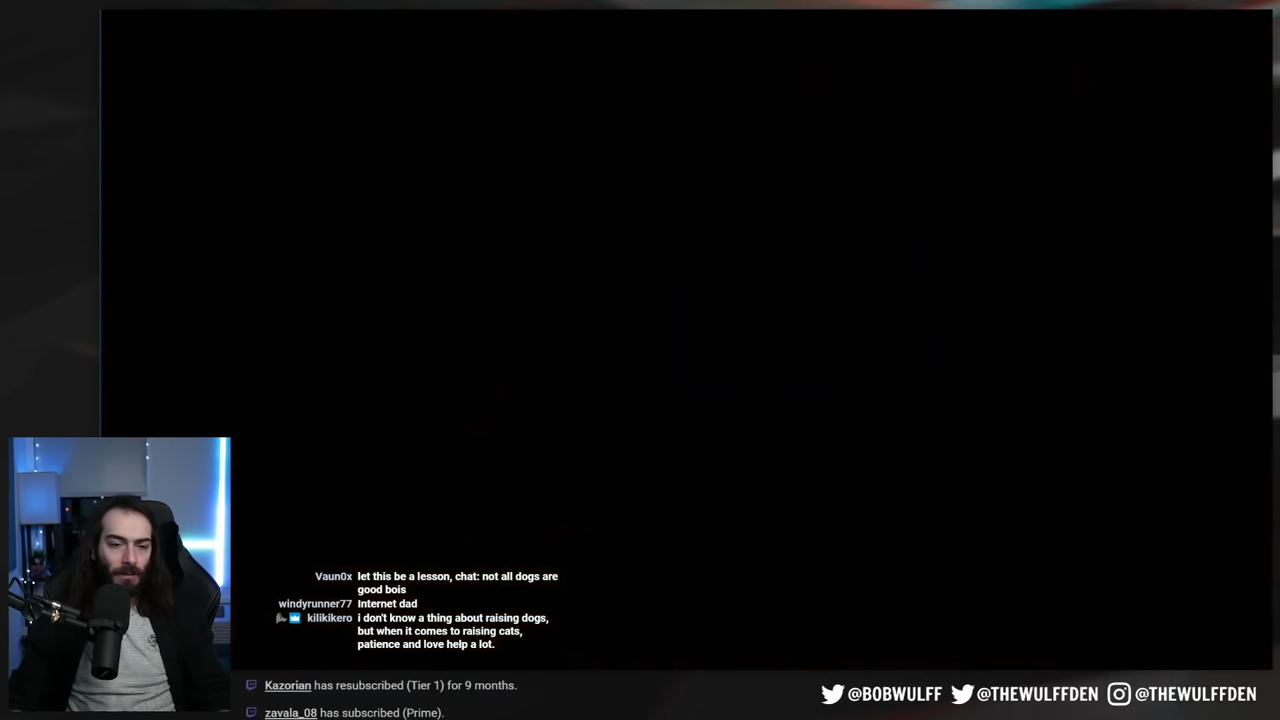 Vaun0x let this be a lesson, chat: not all dogs are
good bois
windyrunner77 Internet dad
kilikikero i don't know a thing about raising dogs,
but when it comes to raising cats,
patience and love help a lot.
Kazorian has resubscribed (Tier 1) for 9 months.
zavala_08 has subscribed (Prime).
@BOBWULFF @THEWULFFDEN @THEWULFFDEN